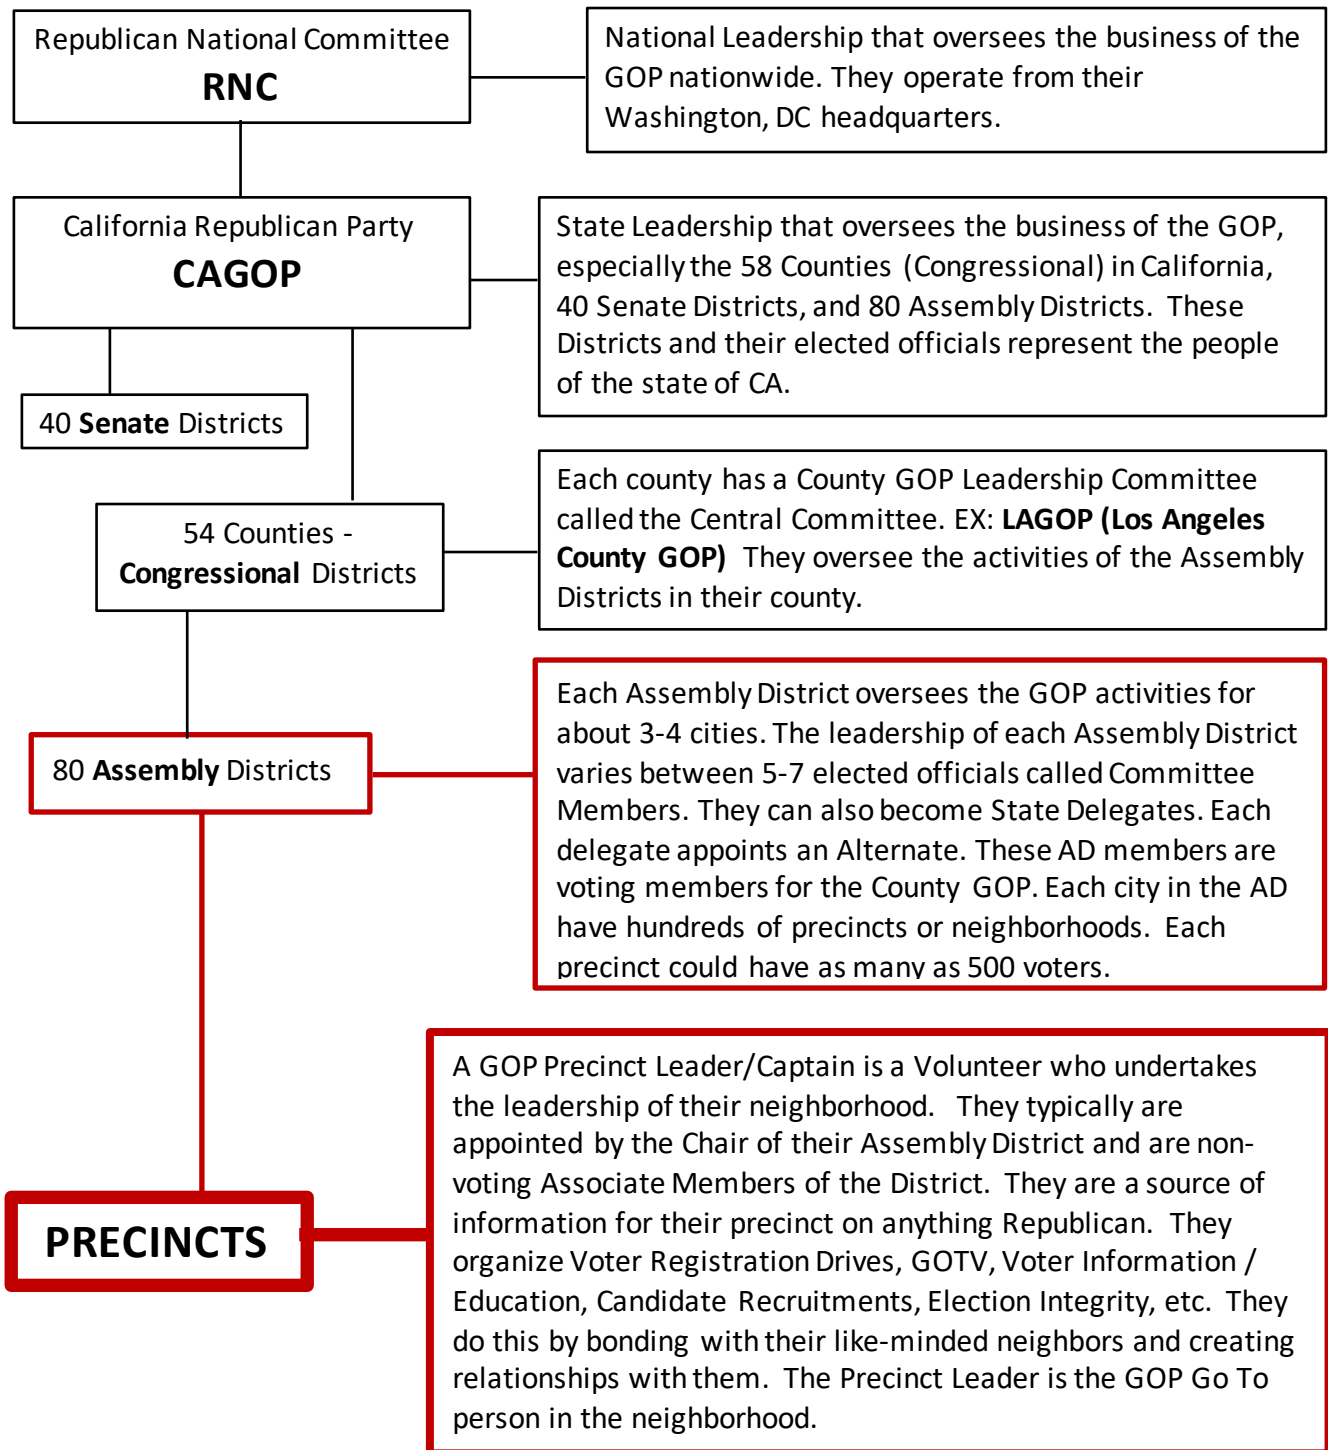 Republican National Committee
RNC
National Leadership that oversees the business of the
GOP nationwide. They operate from their
Washington, DC headquarters.
California Republican Party
CAGOP
State Leadership that oversees the business of the GOP,
especially the 58 Counties (Congressional) in California,
40 Senate Districts, and 80 Assembly Districts. These
Districts and their elected officials represent the people
of the state of CA.
40 Senate Districts
54 Counties -
Congressional Districts
Each county has a County GOP Leadership Committee
called the Central Committee. EX: LAGOP (Los Angeles
County GOP) They oversee the activities of the Assembly
Districts in their county.
80 Assembly Districts
Each Assembly District oversees the GOP activities for
about 3-4 cities. The leadership of each Assembly District
varies between 5-7 elected officials called Committee
Members. They can also become State Delegates. Each
delegate appoints an Alternate. These AD members are
voting members for the County GOP. Each city in the AD
have hundreds of precincts or neighborhoods. Each
precinct could have as many as 500 voters.
PRECINCTS
A GOP Precinct Leader/Captain is a Volunteer who undertakes
the leadership of their neighborhood. They typically are
appointed by the Chair of their Assembly District and are non-
voting Associate Members of the District. They are a source of
information for their precinct on anything Republican. They
organize Voter Registration Drives, GOTV, Voter Information /
Education, Candidate Recruitments, Election Integrity, etc. They
do this by bonding with their like-minded neighbors and creating
relationships with them. The Precinct Leader is the GOP Go To
person in the neighborhood.